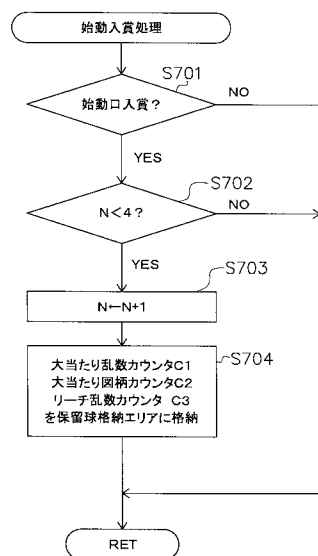 始動入賞処理
S701
始動口入賞？
NO
YES
S702
N<4？
NO
YES
S703
N←N+1
S704
大当たり乱数カウンタC1
大当たり図柄カウンタC2
リーチ乱数カウンタ C3
を保留球格納エリアに格納
RET